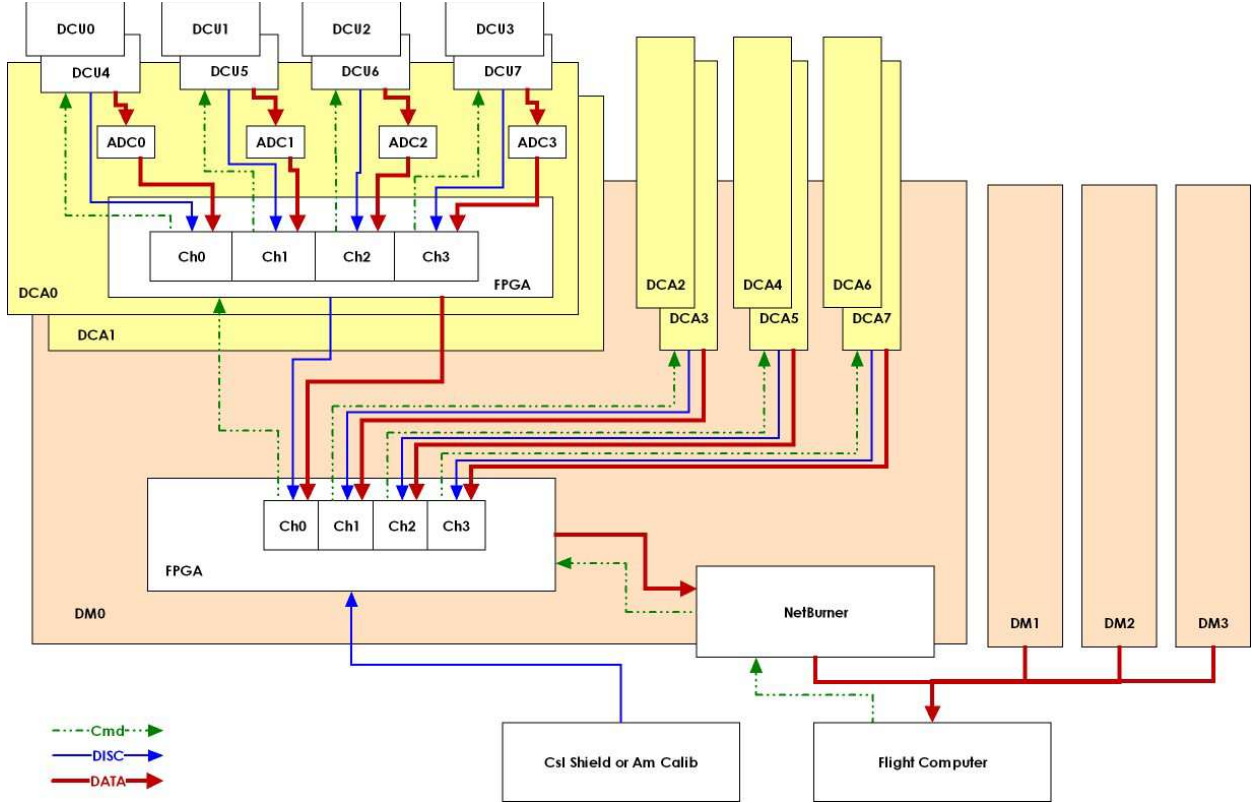 DCU0
DCU1
DCU2
DCU3
DCU4
DCU5
DCU6
DCU7
ADC0
ADC1
ADC2
ADC3
Ch0
Ch1
Ch2
Ch3
FPGA
DCA0
DCA1
DCA2
DCA4
DCA6
DCA3
DCA5
DCA7
Ch0
Ch1
Ch2
Ch3
FPGA
DM0
NetBurner
DM1
DM2
DM3
Cmd
DISC
DATA
CsI Shield or Am Calib
Flight Computer